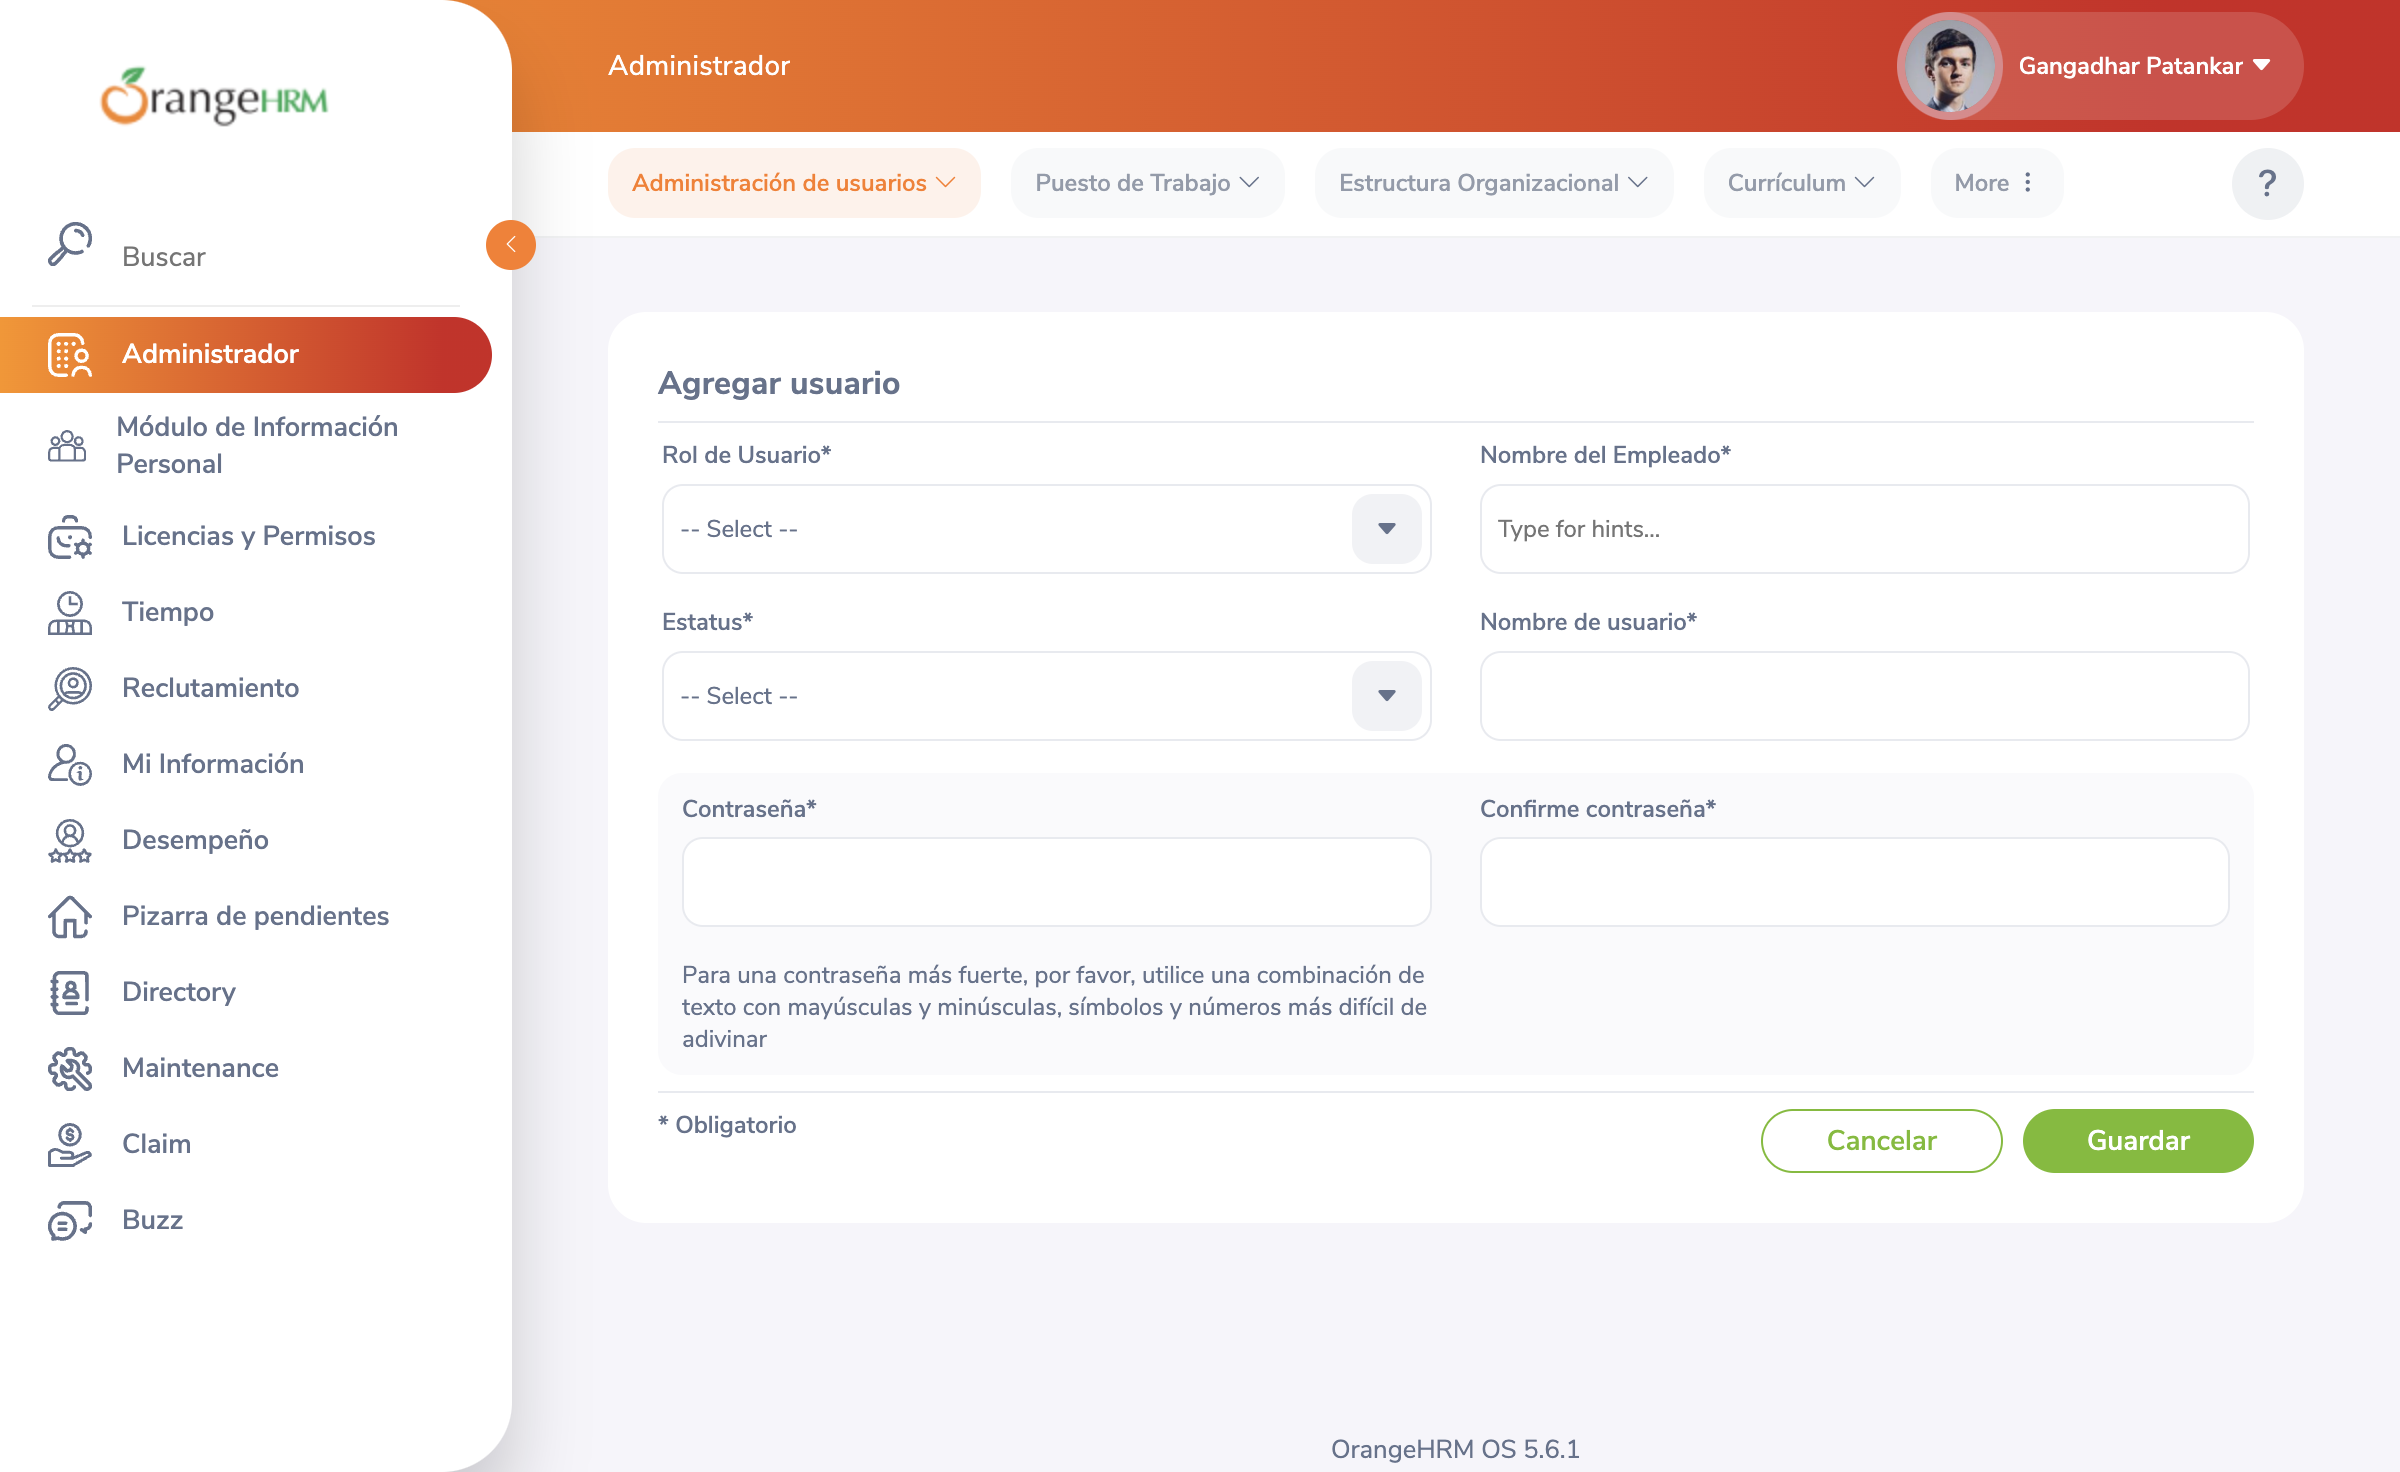 OrangeHRM
Administrador
Gangadhar Patankar
Administración de usuarios
Puesto de Trabajo
Estructura Organizacional
Currículum
More
?
Buscar
Administrador
Módulo de Información
Personal
Licencias y Permisos
Tiempo
Reclutamiento
Mi Información
Desempeño
Pizarra de pendientes
Directory
Maintenance
Claim
Buzz
Agregar usuario
Rol de Usuario*
-- Select --
Nombre del Empleado*
Type for hints...
Estatus*
-- Select --
Nombre de usuario*
Contraseña*
Confirme contraseña*
Para una contraseña más fuerte, por favor, utilice una combinación de
texto con mayúsculas y minúsculas, símbolos y números más difícil de
adivinar
* Obligatorio
Cancelar
Guardar
OrangeHRM OS 5.6.1